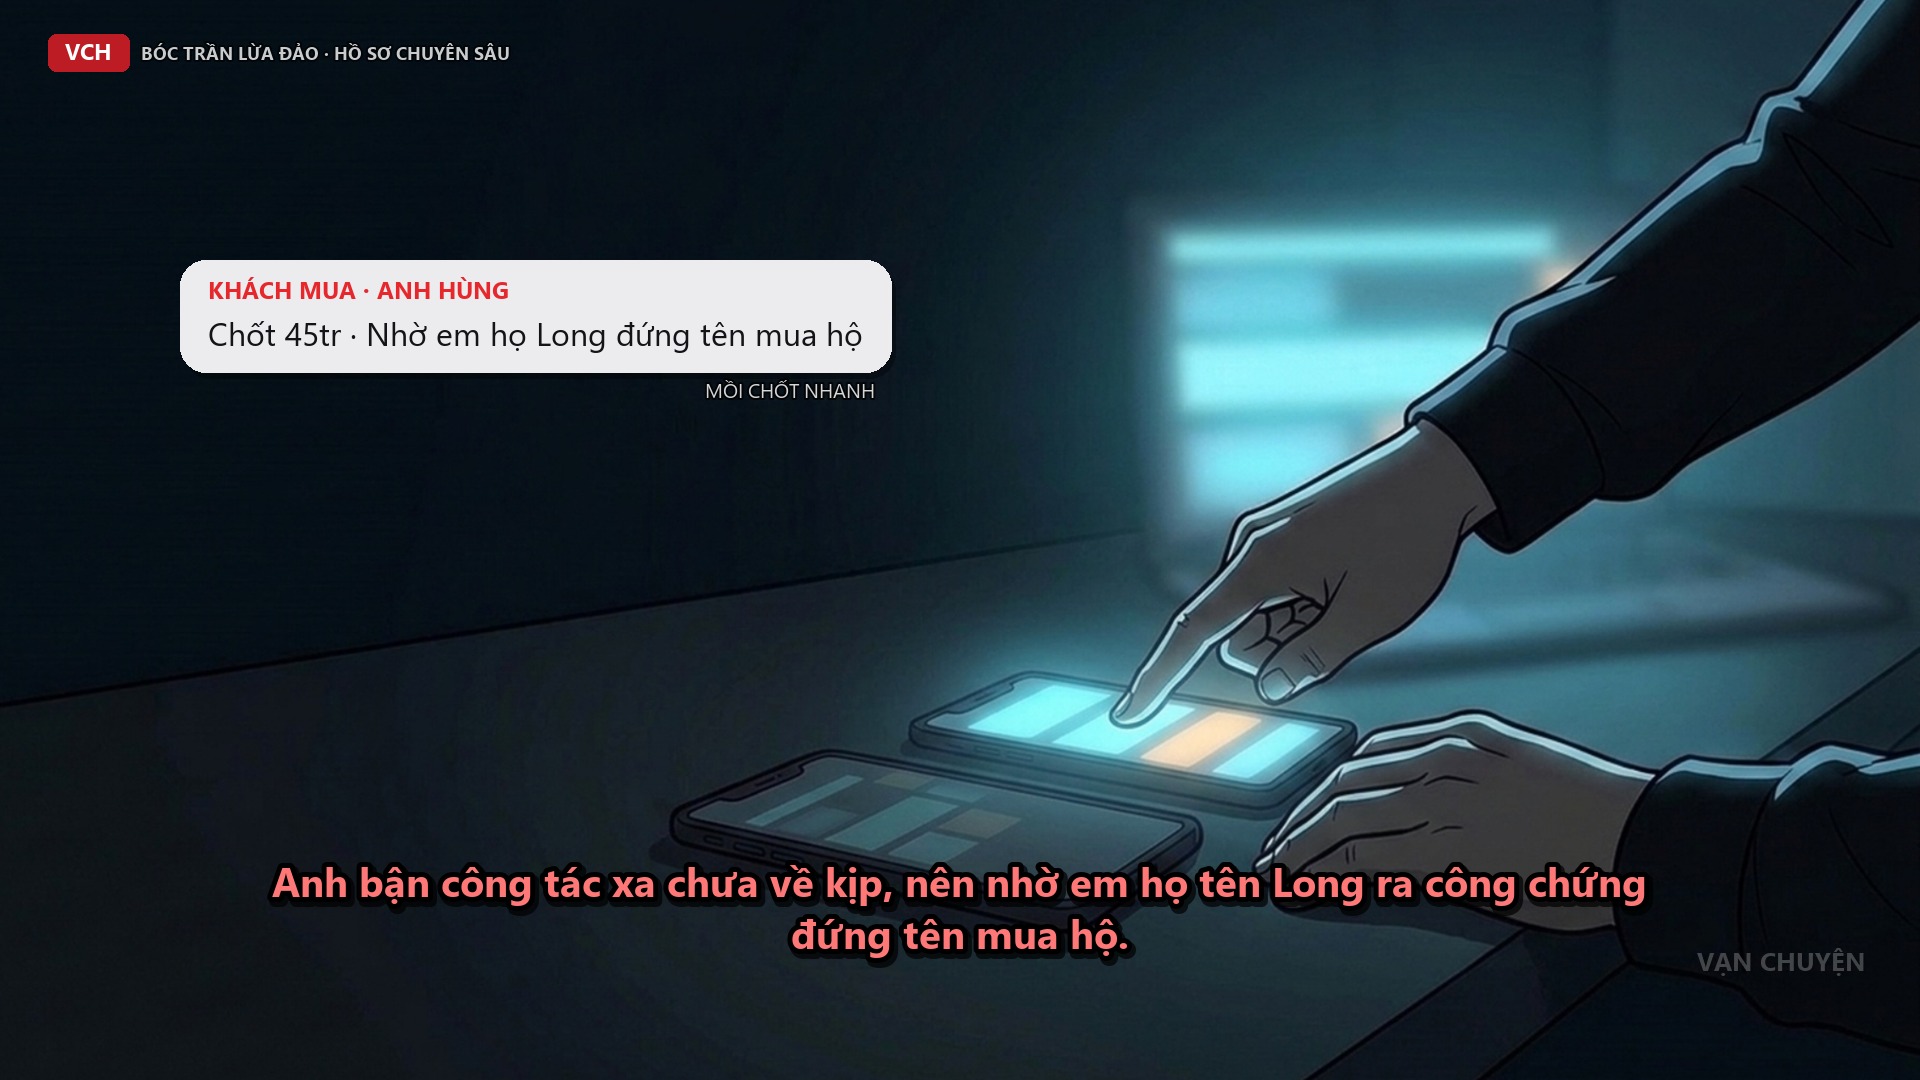 VCH BÓC TRẦN LỪA ĐẢO · HỒ SƠ CHUYÊN SÂU
KHÁCH MUA · ANH HÙNG
Chốt 45tr · Nhờ em họ Long đứng tên mua hộ
MỒI CHỐT NHANH
Anh bận công tác xa chưa về kịp, nên nhờ em họ tên Long ra công chứng
đứng tên mua hộ.
VẠN CHUYỆN